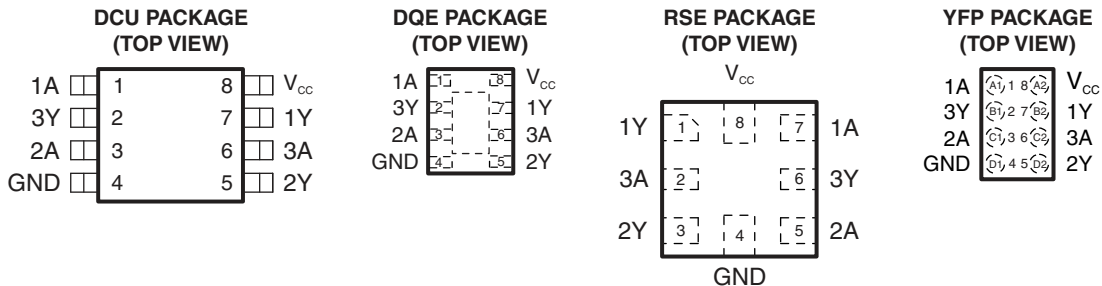 DCU PACKAGE
(TOP VIEW)
1A 1 8 VCC
3Y 2 7 1Y
2A 3 6 3A
GND 4 5 2Y
DQE PACKAGE
(TOP VIEW)
1A 1 8 VCC
3Y 2 7 1Y
2A 3 6 3A
GND 4 5 2Y
RSE PACKAGE
(TOP VIEW)
VCC
1Y 1 8 7 1A
3A 2 6 3Y
2Y 3 4 5 2A
GND
YFP PACKAGE
(TOP VIEW)
1A A1 1 8 A2 VCC
3Y B1 2 7 B2 1Y
2A C1 3 6 C2 3A
GND D1 4 5 D2 2Y